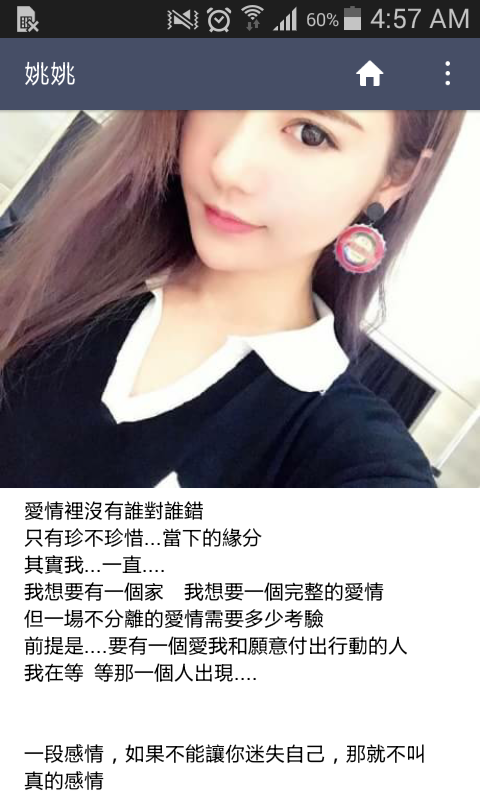 60% 4:57 AM
姚姚
愛情裡沒有誰對誰錯
只有珍不珍惜...當下的緣分
其實我...一直....
我想要有一個家　我想要一個完整的愛情
但一場不分離的愛情需要多少考驗
前提是....要有一個愛我和願意付出行動的人
我在等 等那一個人出現....
一段感情，如果不能讓你迷失自己，那就不叫
真的感情